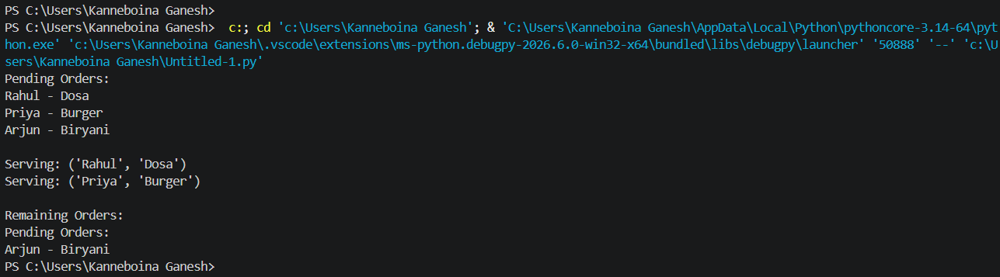 PS C:\Users\Kanneboina Ganesh>
PS C:\Users\Kanneboina Ganesh>  c:; cd 'c:\Users\Kanneboina Ganesh'; & 'C:\Users\Kanneboina Ganesh\AppData\Local\Python\pythoncore-3.14-64\pyt
hon.exe' 'c:\Users\Kanneboina Ganesh\.vscode\extensions\ms-python.debugpy-2026.6.0-win32-x64\bundled\libs\debugpy\launcher' '50888' '--' 'c:\U
sers\Kanneboina Ganesh\Untitled-1.py'
Pending Orders:
Rahul - Dosa
Priya - Burger
Arjun - Biryani

Serving: ('Rahul', 'Dosa')
Serving: ('Priya', 'Burger')

Remaining Orders:
Pending Orders:
Arjun - Biryani
PS C:\Users\Kanneboina Ganesh>